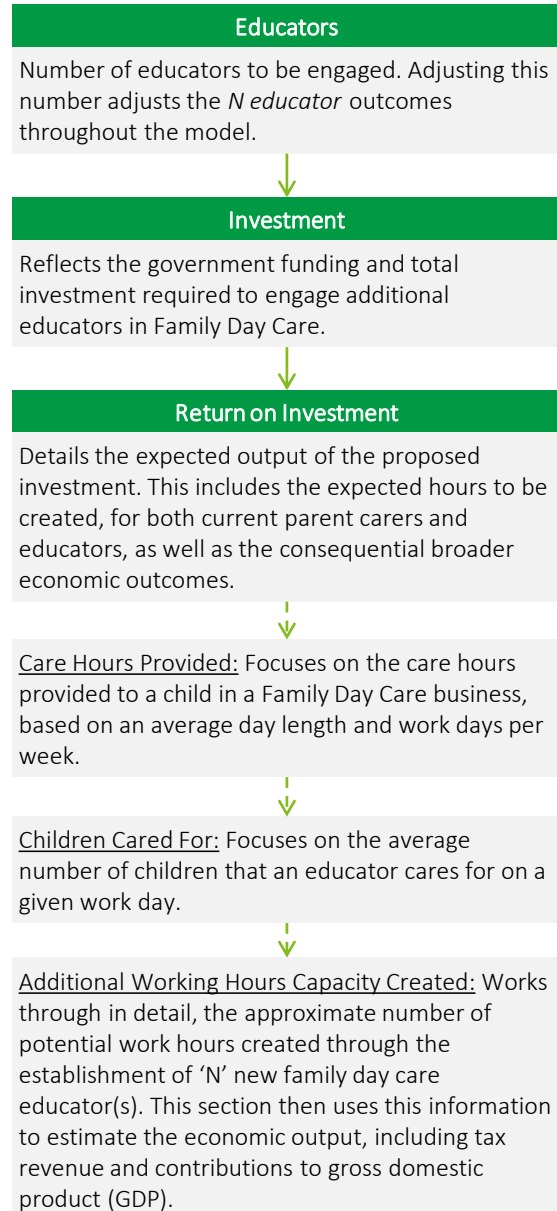 Educators
Number of educators to be engaged. Adjusting this
number adjusts the N educator outcomes
throughout the model.
Investment
Reflects the government funding and total
investment required to engage additional
educators in Family Day Care.
Return on Investment
Details the expected output of the proposed
investment. This includes the expected hours to be
created, for both current parent carers and
educators, as well as the consequential broader
economic outcomes.
Care Hours Provided: Focuses on the care hours
provided to a child in a Family Day Care business,
based on an average day length and work days per
week.
Children Cared For: Focuses on the average
number of children that an educator cares for on a
given work day.
Additional Working Hours Capacity Created: Works
through in detail, the approximate number of
potential work hours created through the
establishment of ‘N’ new family day care
educator(s). This section then uses this information
to estimate the economic output, including tax
revenue and contributions to gross domestic
product (GDP).